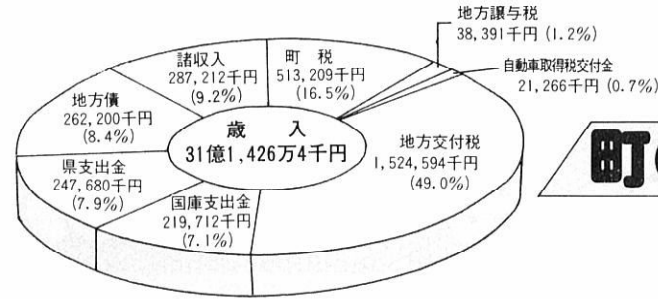 地方譲与税
38,391千円(1.2%)
自動車取得税交付金
21,266千円(0.7%)
諸収入
287,212千円
(9.2%)
町税
513,209千円
(16.5%)
地方債
262,200千円
(8.4%)
歳入
31億1,426万4千円
地方交付税
1,524,594千円
(49.0%)
県支出金
247,680千円
(7.9%)
国庫支出金
219,712千円
(7.1%)
町